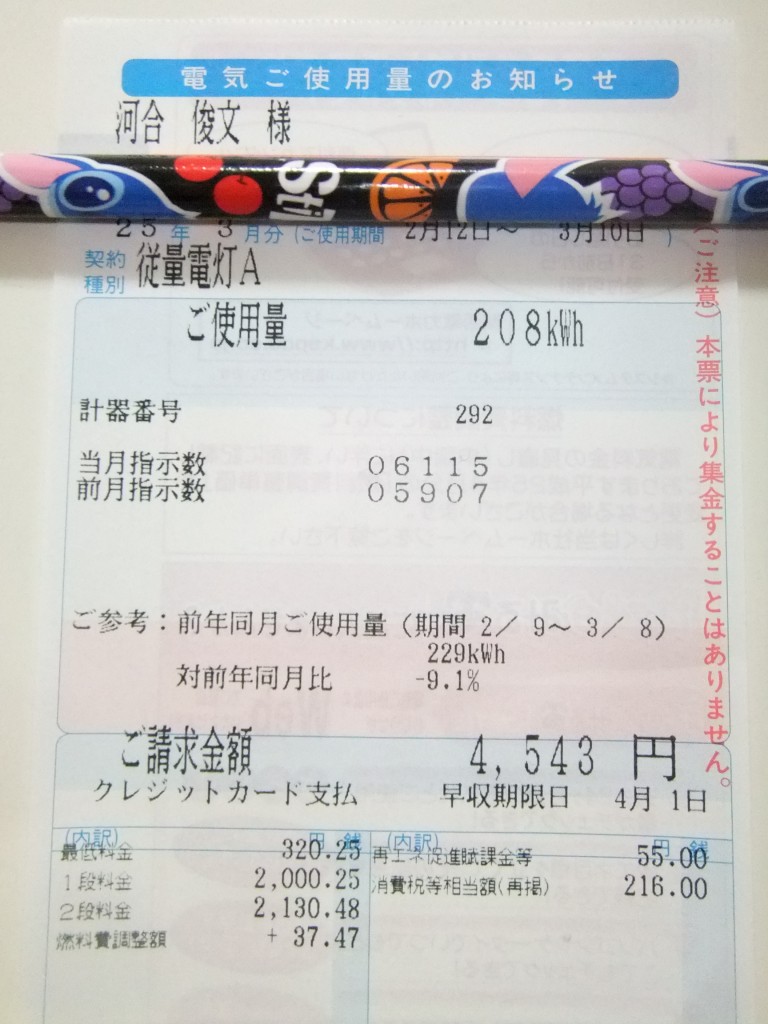 電気ご使用量のお知らせ
河合 俊文 様
St
25年 3月分(ご使用期間 2月12日～ 3月10日 )
契約種別 従量電灯A
ご使用量 208kWh
計器番号 292
当月指示数 06115
前月指示数 05907
ご参考：前年同月ご使用量（期間 2／ 9～ 3／ 8）
229kWh
対前年同月比 -9.1%
ご請求金額 4,543 円
クレジットカード支払 早収期限日 4月 1日
(内訳) 円 銭 (内訳) 円 銭
最低料金 320.25 再エネ促進賦課金等 55.00
1段料金 2,000.25 消費税等相当額(再掲) 216.00
2段料金 2,130.48
燃料費調整額 + 37.47
(ご注意) 本票により集金することはありません。